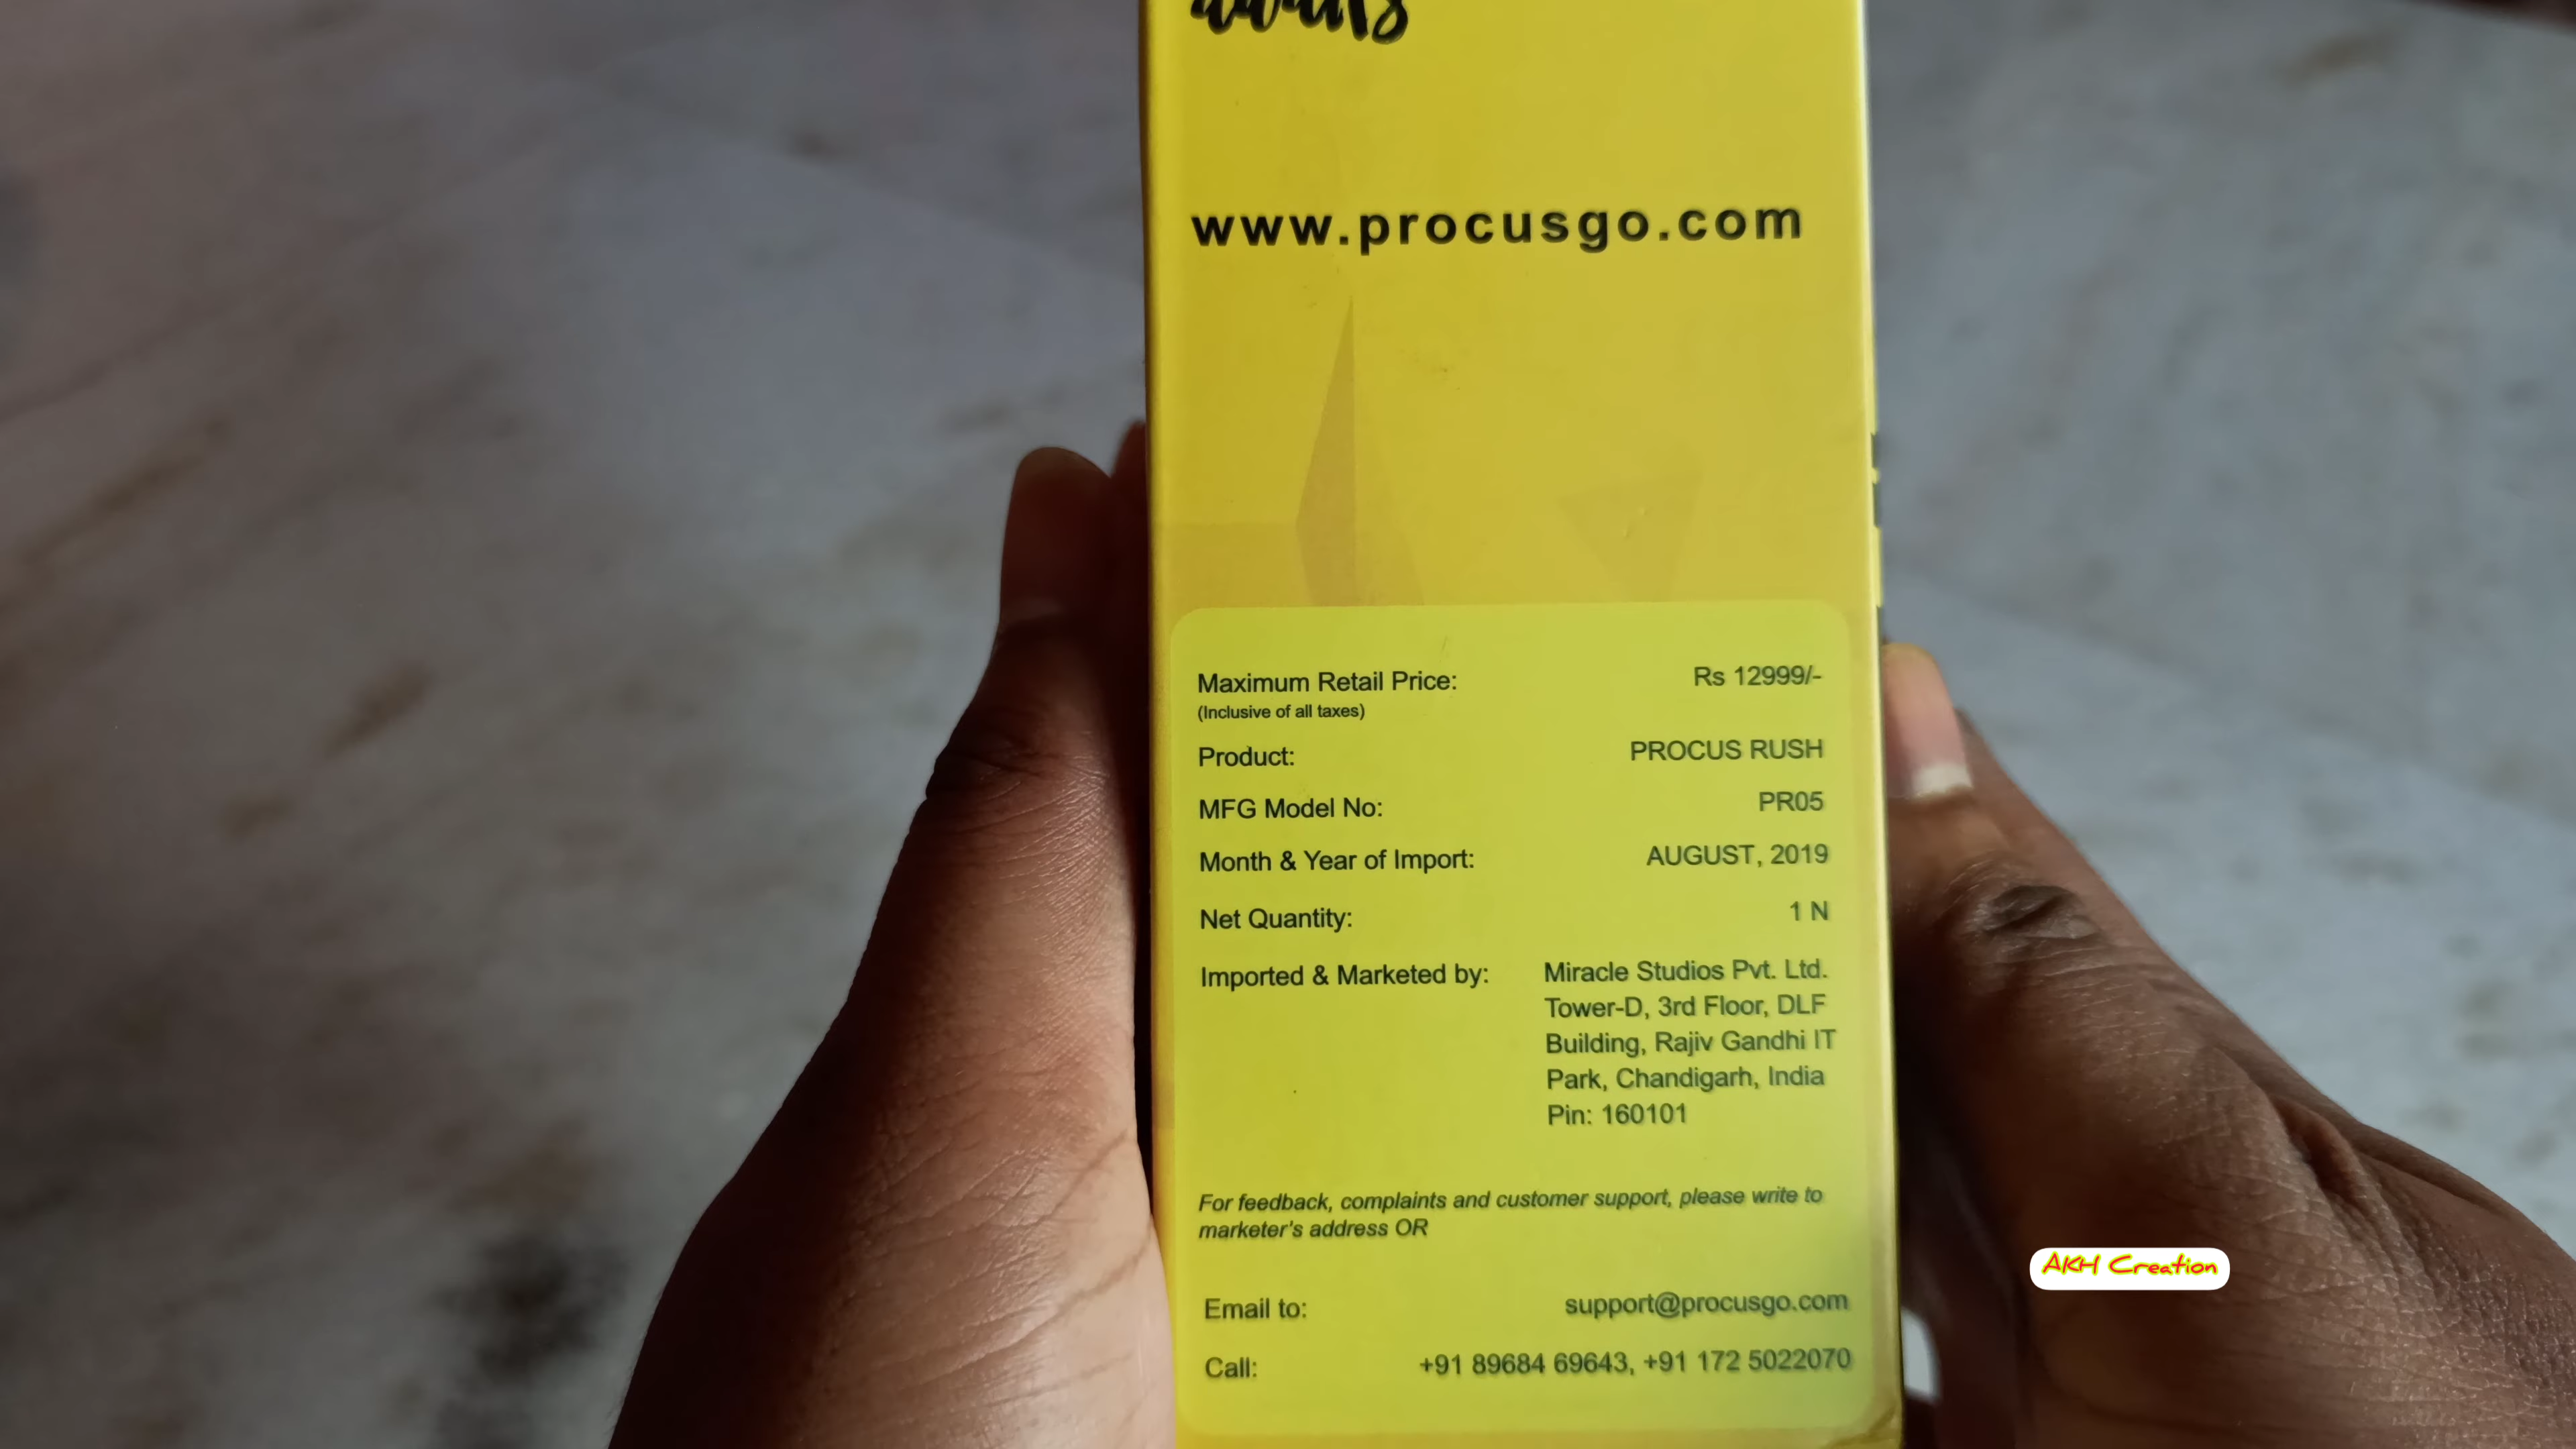 www.procusgo.com
Maximum Retail Price: Rs 12999/-
(Inclusive of all taxes)
Product: PROCUS RUSH
MFG Model No: PR05
Month & Year of Import: AUGUST, 2019
Net Quantity: 1 N
Imported & Marketed by: Miracle Studios Pvt. Ltd.
Tower-D, 3rd Floor, DLF
Building, Rajiv Gandhi IT
Park, Chandigarh, India
Pin: 160101
For feedback, complaints and customer support, please write to
marketer's address OR
AKH Creation
Email to: support@procusgo.com
Call: +91 89684 69643, +91 172 5022070